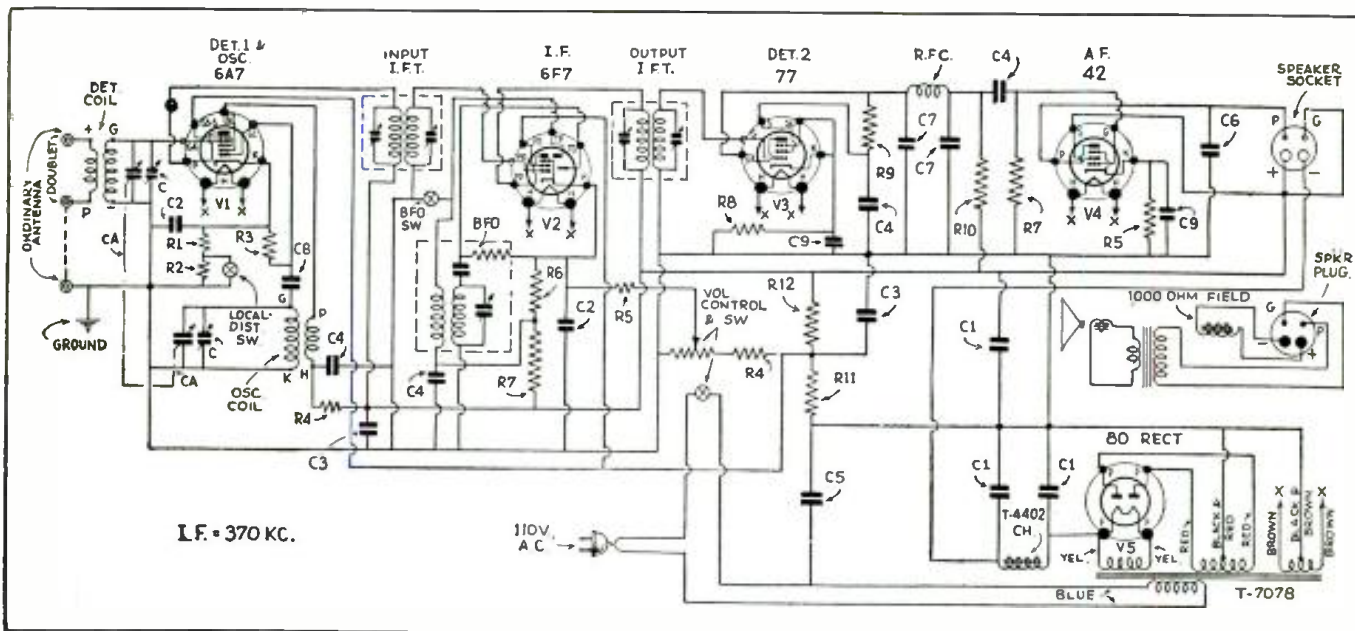 DET.1 &
OSC.
6A7
INPUT
I.F.T.
I.F.
6F7
OUTPUT
I.F.T.
DET.2
77
R.F.C.
C4
A.F.
42
SPEAKER
SOCKET
DET.
COIL
+
G
P
-
ORDINARY
ANTENNA
DOUBLET
C
V1
X
X
C2
CA
R1
R2
R3
C8
G
LOCAL-
DIST.
SW.
GROUND
C
CA
OSC.
COIL
K
H
P
C4
R4
C3
BFO
SW
BFO
V2
X
X
R6
C2
R5
C4
R7
VOL
CONTROL
& SW
R4
R8
V3
X
X
C9
R9
C4
C7
C7
R10
R7
V4
X
X
R5
C9
C6
P
G
+
-
SPKR
PLUG.
1000 OHM FIELD
G
P
-
+
R12
C3
R11
C1
C5
C1
C1
80 RECT
T-4402
CH
V5
YEL.
YEL
RED
BLACK &
RED
RED
BROWN
X
BLACK &
BROWN
X
BROWN
BLUE
T-7078
110V.
AC
I.F. = 370 KC.